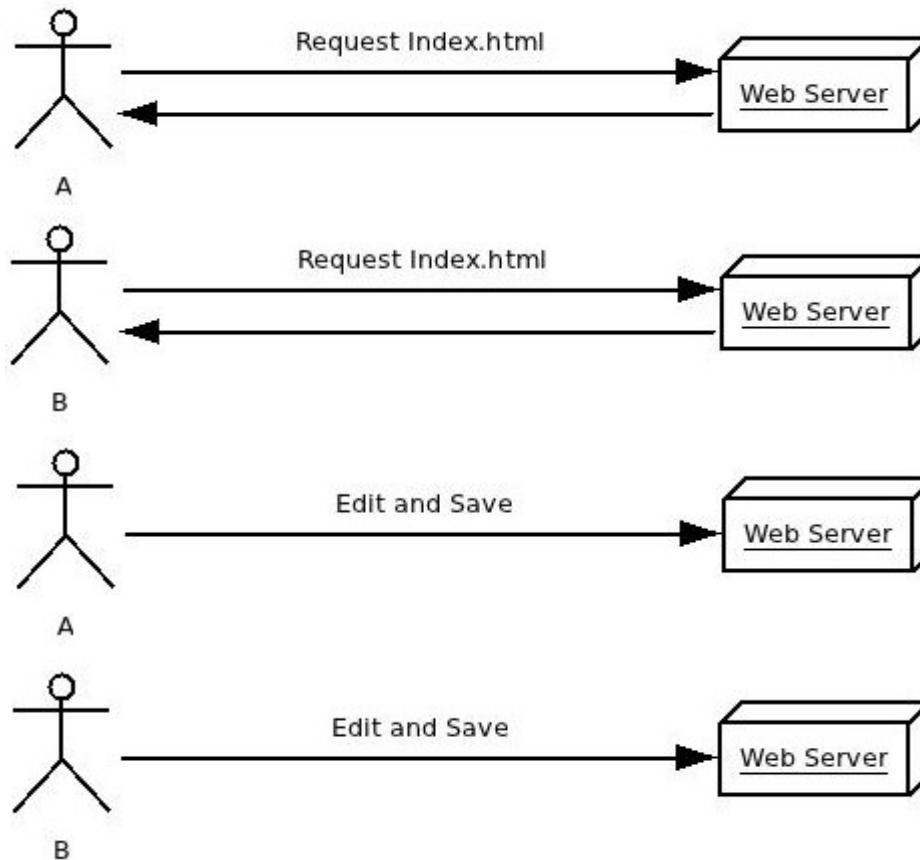 Request Index.html
Web Server
A
Request Index.html
Web Server
B
Edit and Save
Web Server
A
Edit and Save
Web Server
B